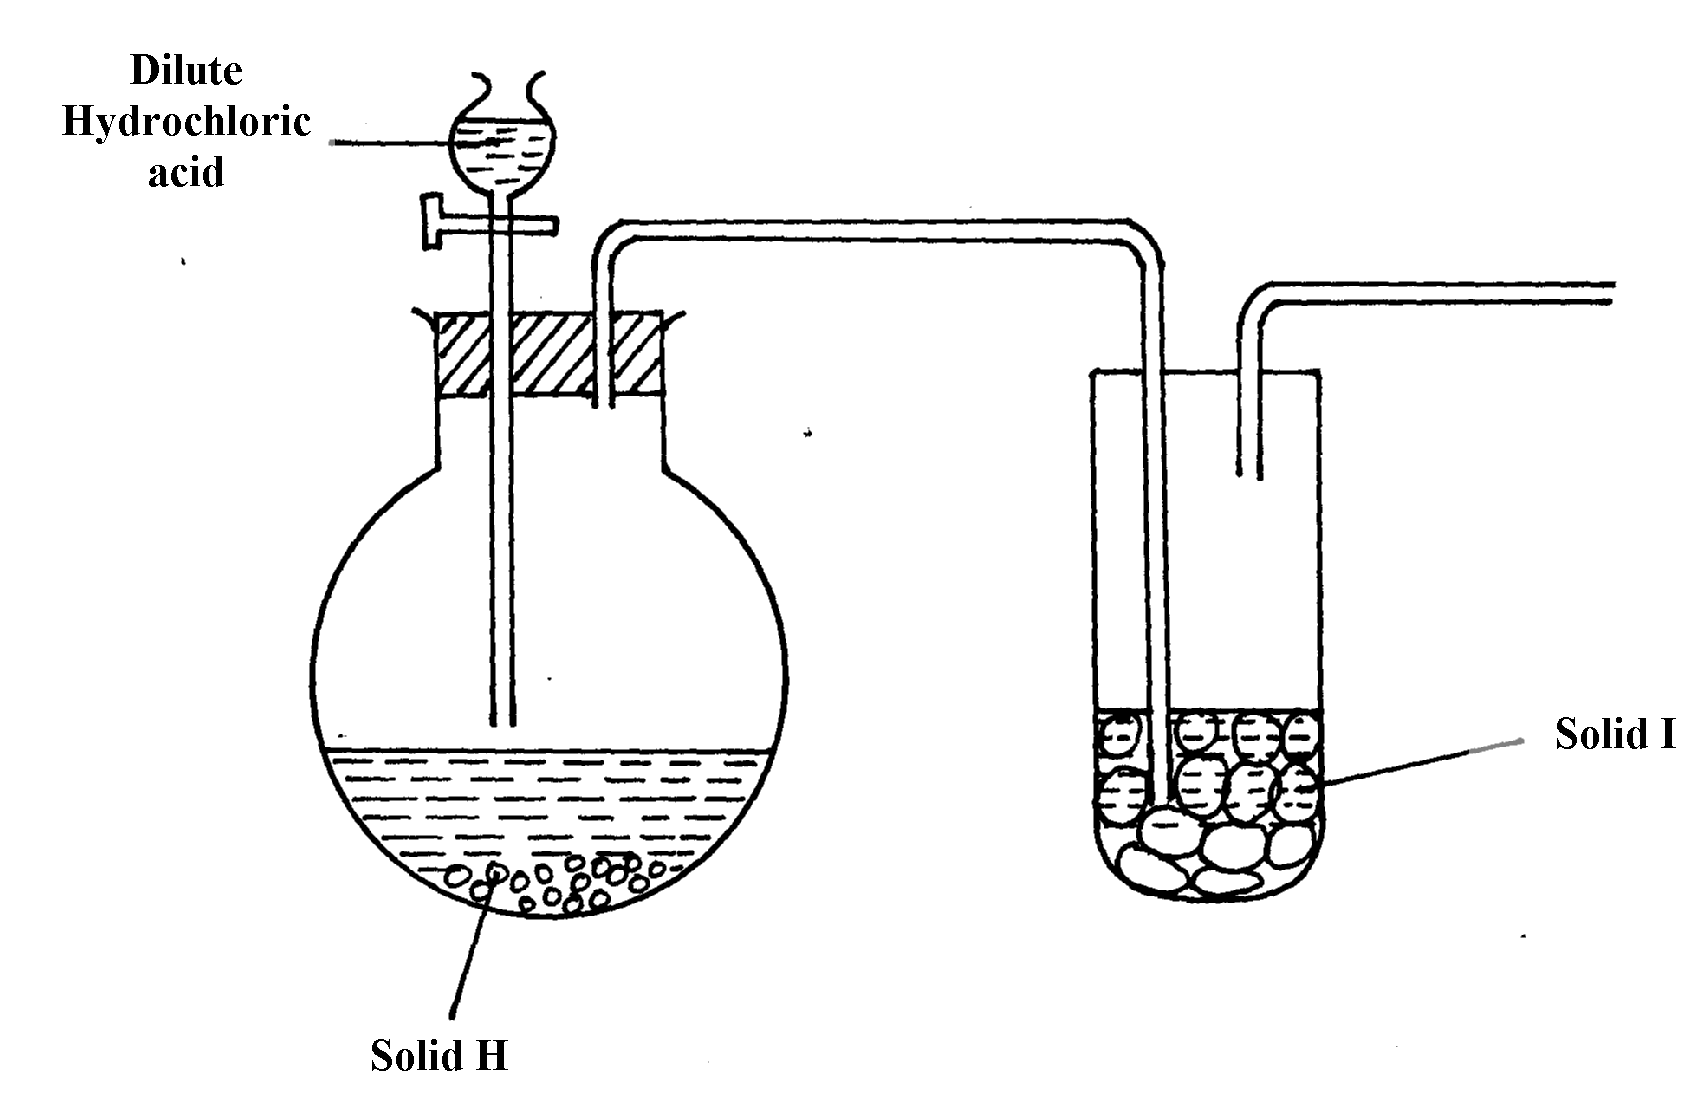 Dilute
Hydrochloric
acid
Solid I
Solid H